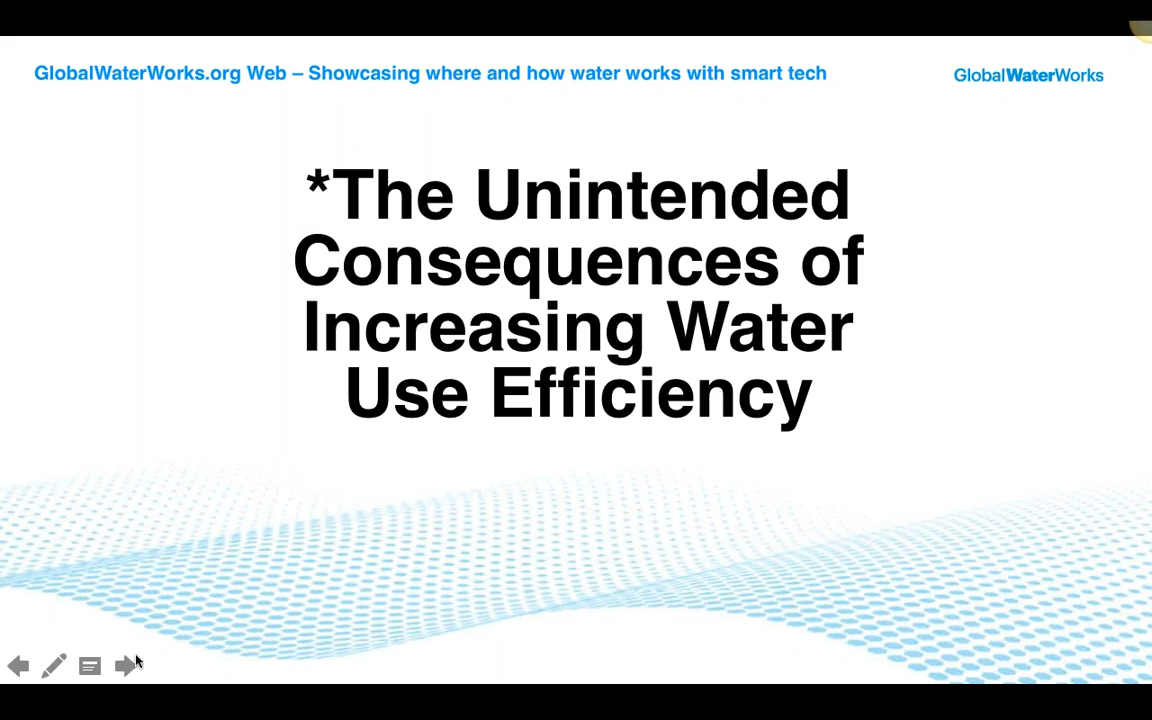 GlobalWaterWorks.org Web – Showcasing where and how water works with smart tech
GlobalWaterWorks
*The Unintended
Consequences of
Increasing Water
Use Efficiency